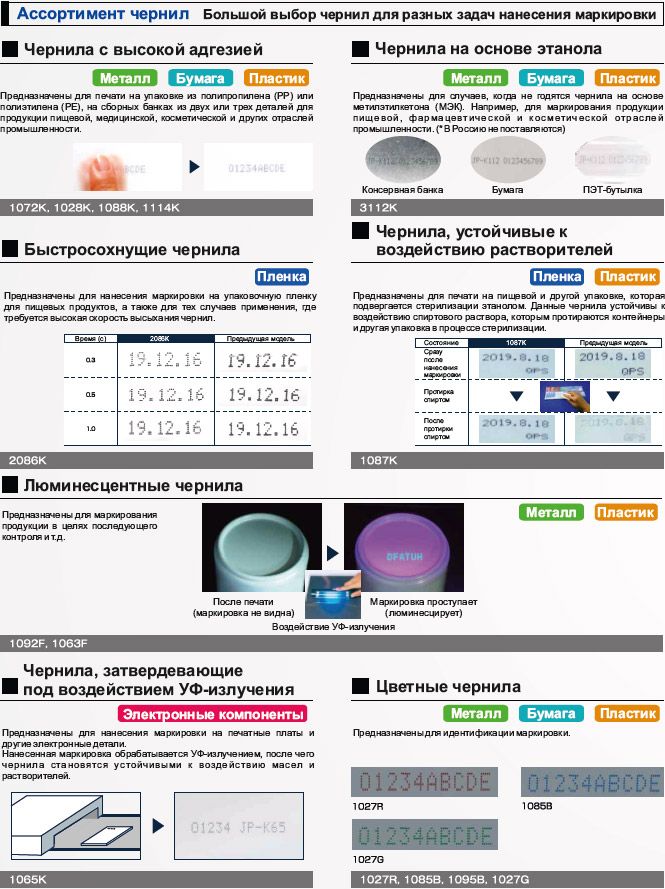 Ассортимент чернил Большой выбор чернил для разных задач нанесения маркировки
Чернила с высокой адгезией
Металл Бумага Пластик
Предназначены для печати на упаковке из полипропилена (PP) или
полиэтилена (PE), на сборных банках из двух или трех деталей для
продукции пищевой, медицинской, косметической и других отраслей
промышленности.
ABCDE
01234ABCDE
1072K, 1028K, 1088K, 1114K
Чернила на основе этанола
Металл Бумага Пластик
Предназначены для случаев, когда не годятся чернила на основе
метилэтилкетона (МЭК). Например, для маркирования продукции
пищевой, фармацевтической и косметической отраслей
промышленности. (*В Россию не поставляются)
JP-K112 0123456789
JP-K112 0123456789
JP-K112 0123456789
Консервная банка Бумага ПЭТ-бутылка
3112K
Быстросохнущие чернила
Пленка
Предназначены для нанесения маркировки на упаковочную пленку
для пищевых продуктов, а также для тех случаев применения, где
требуется высокая скорость высыхания чернил.
Время (с) 2086K Предыдущая модель
0.3 19.12.16 19.12.16
0.5 19.12.16 19.12.16
1.0 19.12.16 19.12.16
2086K
Чернила, устойчивые к
воздействию растворителей
Пленка Пластик
Предназначены для печати на пищевой и другой упаковке, которая
подвергается стерилизации этанолом. Данные чернила устойчивы к
воздействию спиртового раствора, которым протираются контейнеры
и другая упаковка в процессе стерилизации.
Состояние 1087K Предыдущая модель
Сразу
после
нанесения
маркировки
2019.8.18 2019.8.18
QPS QPS
Протирка
спиртом
После
протирки
спиртом
2019.8.18 2019.8.18
QPS QPS
1087K
Люминесцентные чернила
Предназначены для маркирования
продукции в целях последующего
контроля и т.д.
Металл Пластик
DFATUH
После печати
(маркировка не видна)
Маркировка проступает
(люминесцирует)
Воздействие УФ-излучения
1092F, 1063F
Чернила, затвердевающие
под воздействием УФ-излучения
Электронные компоненты
Предназначены для нанесения маркировки на печатные платы и
другие электронные детали.
Нанесенная маркировка обрабатывается УФ-излучением, после чего
чернила становятся устойчивыми к воздействию масел и
растворителей.
01234 JP-K65
1065K
Цветные чернила
Металл Бумага Пластик
Предназначены для идентификации маркировки.
01234ABCDE 01234ABCDE
1027R 1085B
01234ABCDE
1027G
1027R, 1085B, 1095B, 1027G